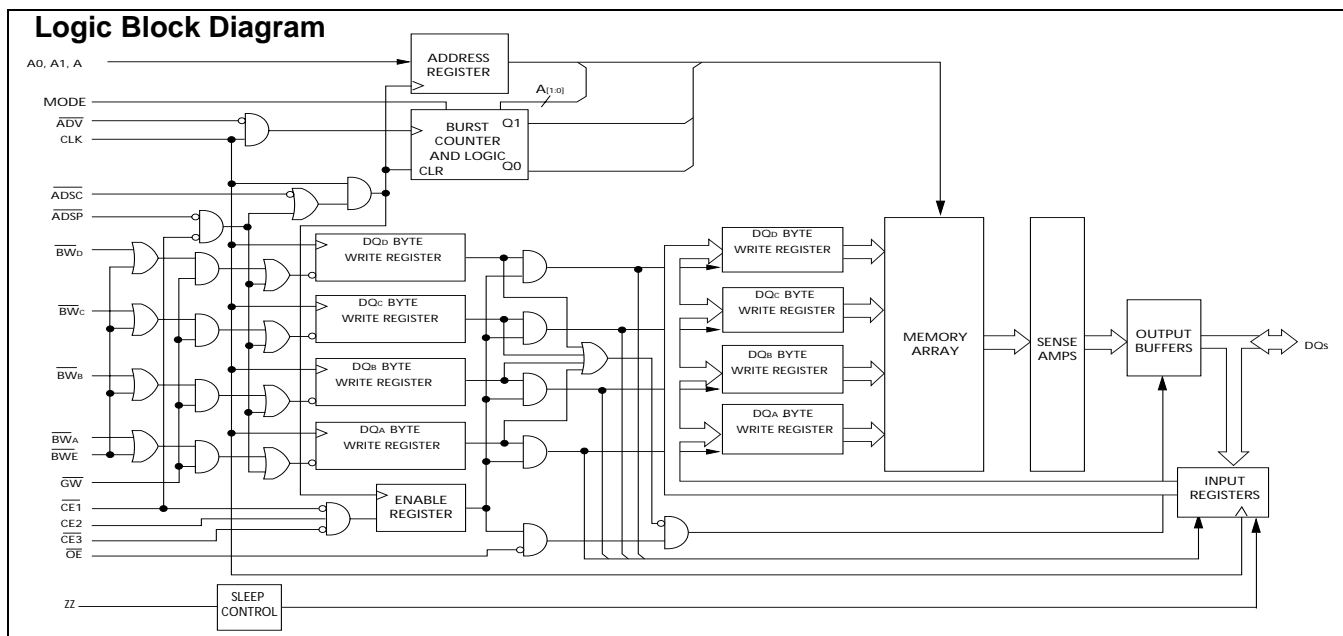 Logic Block Diagram
A0, A1, A
ADDRESS
REGISTER
A[1:0]
MODE
ADV
CLK
BURST
COUNTER
AND LOGIC
CLR
Q1
Q0
ADSC
ADSP
BWD
DQD BYTE
WRITE REGISTER
DQD BYTE
WRITE REGISTER
BWC
DQC BYTE
WRITE REGISTER
DQC BYTE
WRITE REGISTER
MEMORY
ARRAY
SENSE
AMPS
OUTPUT
BUFFERS
DQs
BWB
DQB BYTE
WRITE REGISTER
DQB BYTE
WRITE REGISTER
BWA
BWE
DQA BYTE
WRITE REGISTER
DQA BYTE
WRITE REGISTER
GW
CE1
CE2
CE3
OE
ENABLE
REGISTER
INPUT
REGISTERS
ZZ
SLEEP
CONTROL